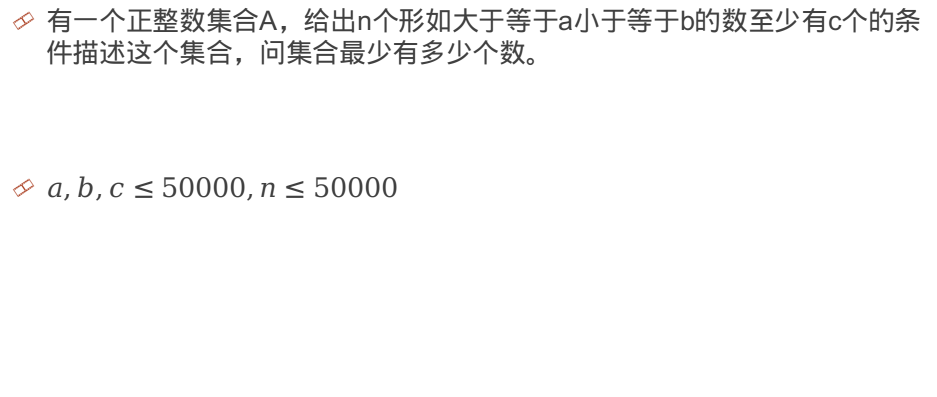 有一个正整数集合A，给出n个形如大于等于a小于等于b的数至少有c个的条
件描述这个集合，问集合最少有多少个数。
a, b, c ≤ 50000, n ≤ 50000